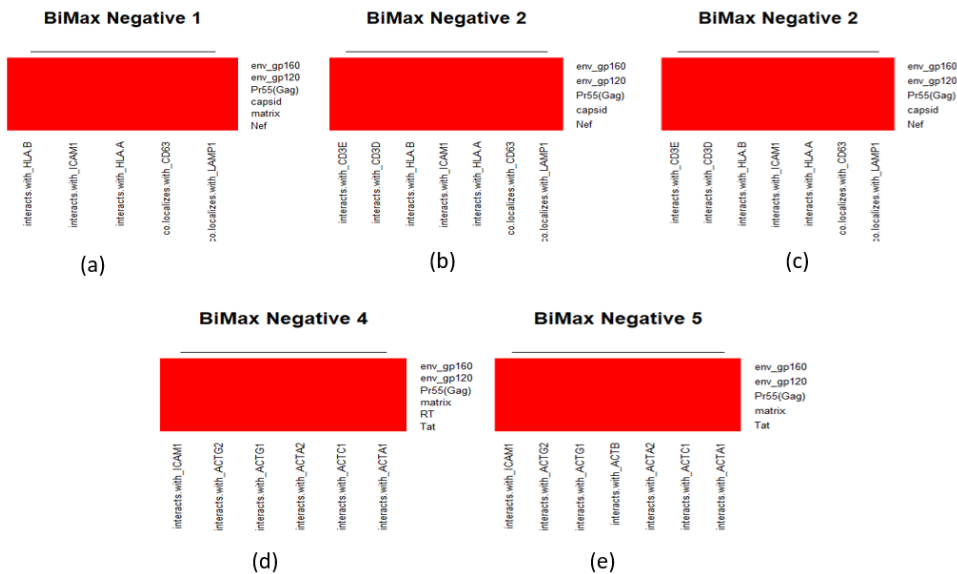 BiMax Negative 1
env_gp160
env_gp120
Pr55(Gag)
capsid
matrix
Nef
interacts.with_HLA.B
interacts.with_ICAM1
interacts.with_HLA.A
co.localizes.with_CD63
co.localizes.with_LAMP1
(a)
BiMax Negative 2
env_gp160
env_gp120
Pr55(Gag)
capsid
Nef
interacts.with_CD3E
interacts.with_CD3D
interacts.with_HLA.B
interacts.with_ICAM1
interacts.with_HLA.A
co.localizes.with_CD63
co.localizes.with_LAMP1
(b)
BiMax Negative 2
env_gp160
env_gp120
Pr55(Gag)
capsid
Nef
interacts.with_CD3E
interacts.with_CD3D
interacts.with_HLA.B
interacts.with_ICAM1
interacts.with_HLA.A
co.localizes.with_CD63
co.localizes.with_LAMP1
(c)
BiMax Negative 4
env_gp160
env_gp120
Pr55(Gag)
matrix
RT
Tat
interacts.with_ICAM1
interacts.with_ACTG2
interacts.with_ACTG1
interacts.with_ACTA2
interacts.with_ACTC1
interacts.with_ACTA1
(d)
BiMax Negative 5
env_gp160
env_gp120
Pr55(Gag)
matrix
Tat
interacts.with_ICAM1
interacts.with_ACTG2
interacts.with_ACTG1
interacts.with_ACTB
interacts.with_ACTA2
interacts.with_ACTC1
interacts.with_ACTA1
(e)